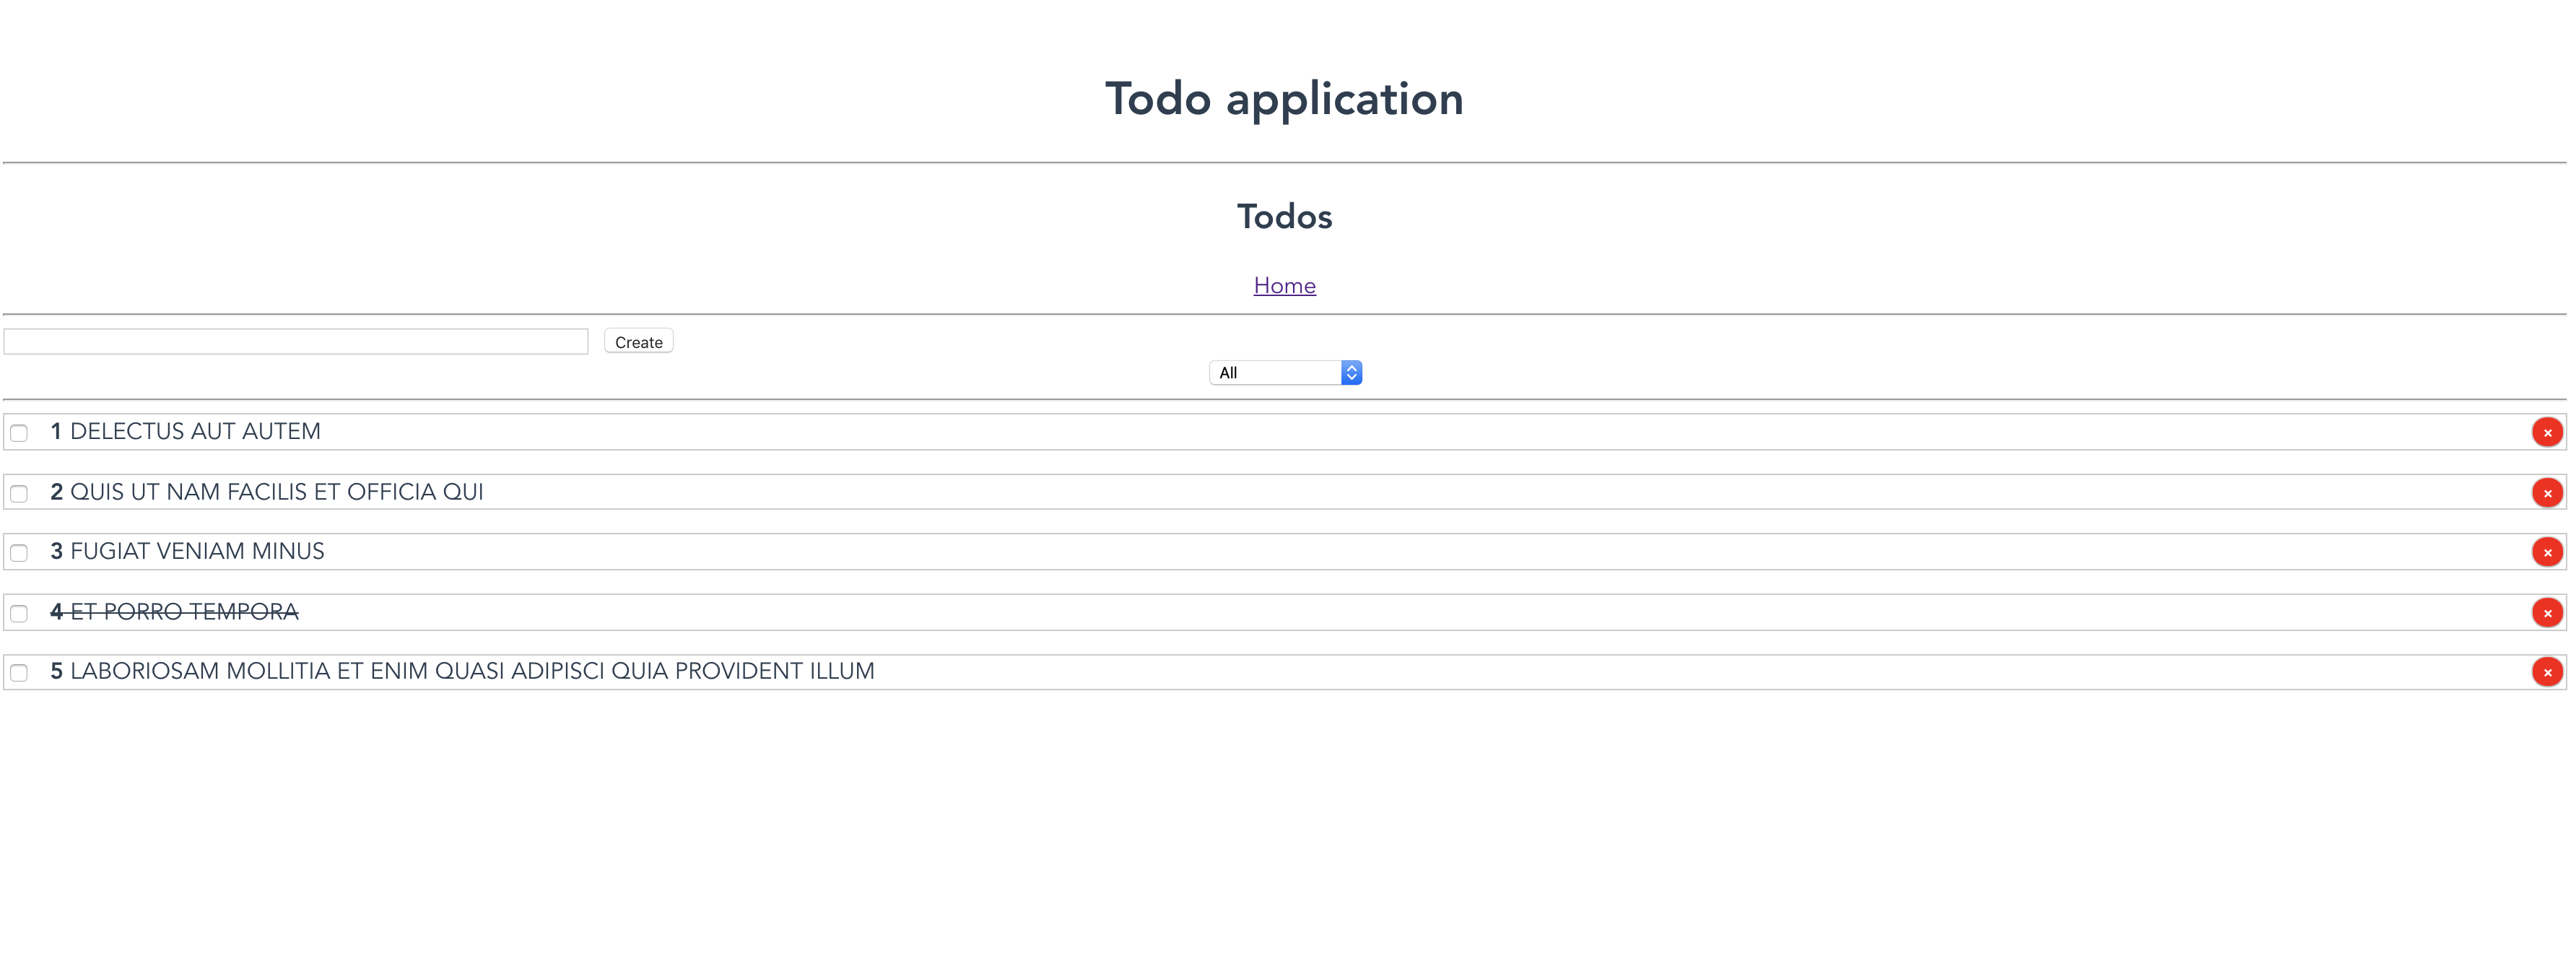 Todo application
Todos
Home
Create
All
1 DELECTUS AUT AUTEM ×
2 QUIS UT NAM FACILIS ET OFFICIA QUI ×
3 FUGIAT VENIAM MINUS ×
4 ET PORRO TEMPORA ×
5 LABORIOSAM MOLLITIA ET ENIM QUASI ADIPISCI QUIA PROVIDENT ILLUM ×